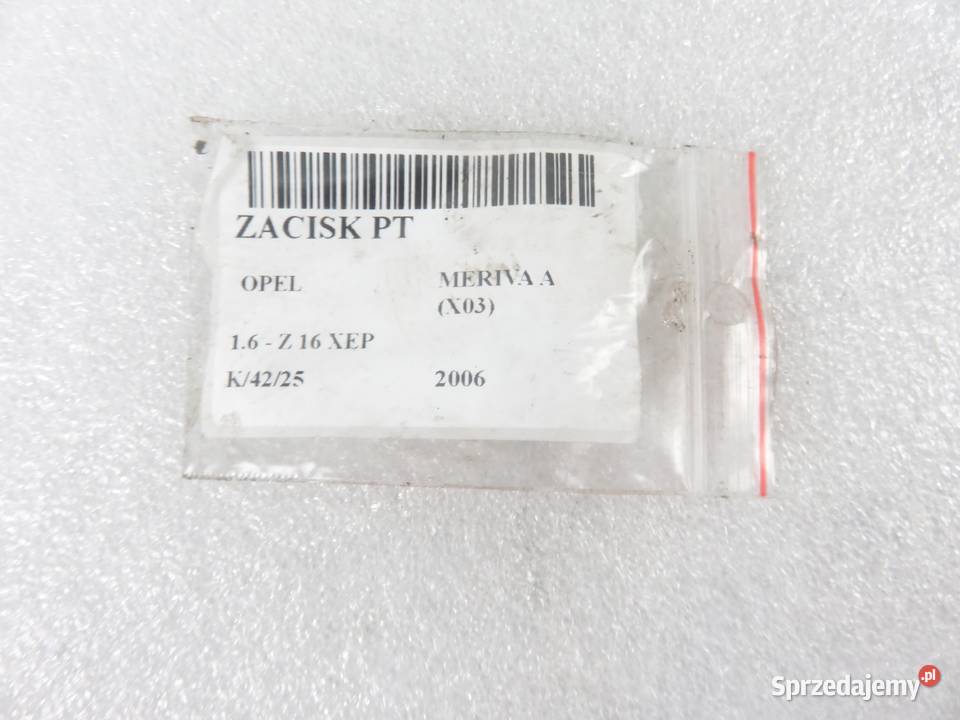 ZACISK PT
OPEL MERIVA A
(X03)
1.6 - Z 16 XEP
K/42/25 2006
Sprzedajemy.pl